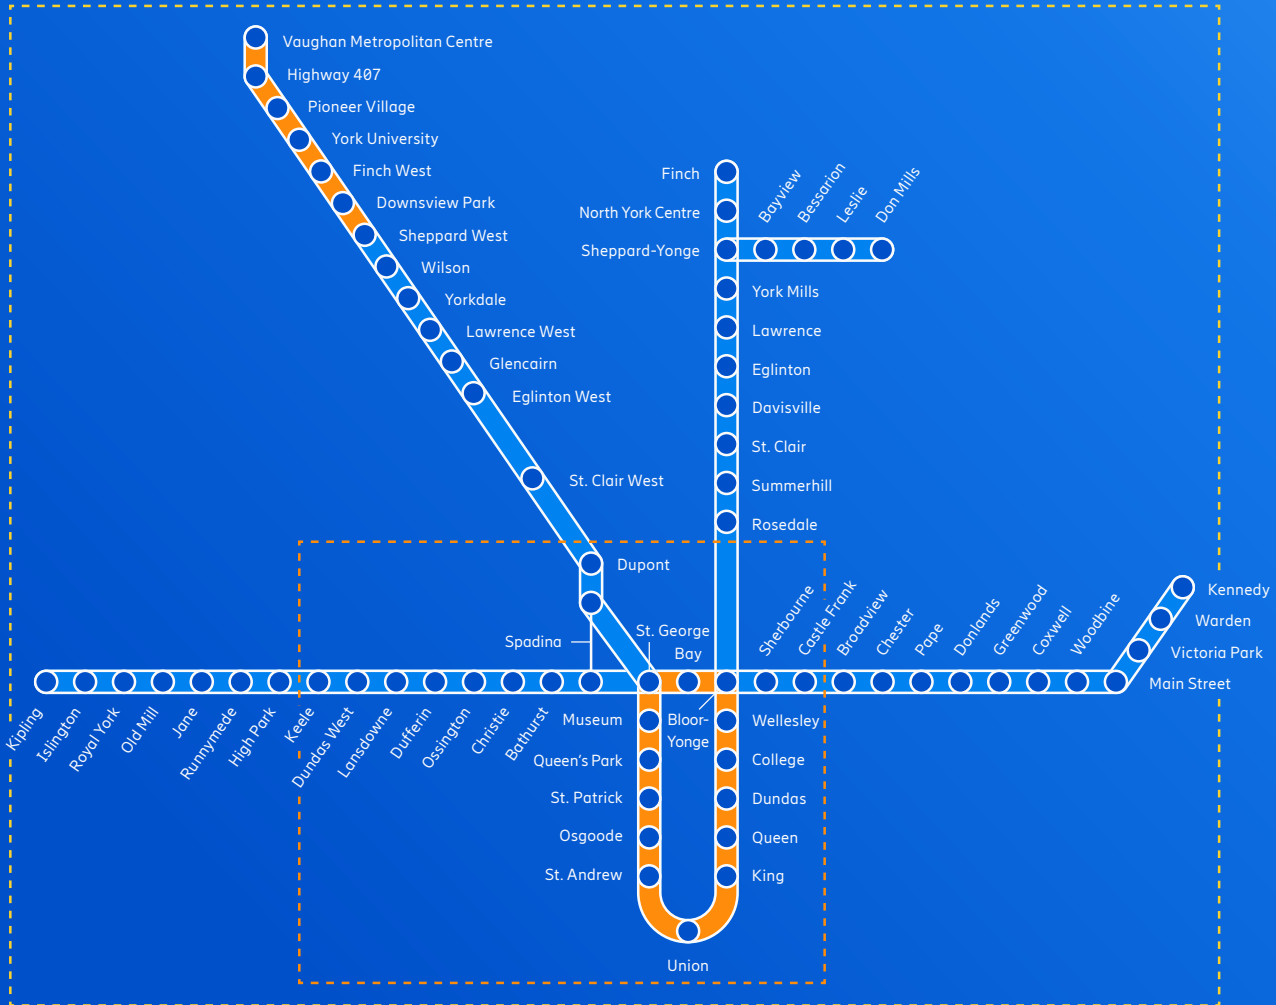 Vaughan Metropolitan Centre
Highway 407
Pioneer Village
York University
Finch West
Downsview Park
Sheppard West
Wilson
Yorkdale
Lawrence West
Glencairn
Eglinton West
St. Clair West
Dupont
Spadina
St. George
Bay
Finch
North York Centre
Sheppard-Yonge
Bayview
Bessarion
Leslie
Don Mills
York Mills
Lawrence
Eglinton
Davisville
St. Clair
Summerhill
Rosedale
Sherbourne
Castle Frank
Broadview
Chester
Pape
Donlands
Greenwood
Coxwell
Woodbine
Kennedy
Warden
Victoria Park
Main Street
Kipling
Islington
Royal York
Old Mill
Jane
Runnymede
High Park
Keele
Dundas West
Lansdowne
Dufferin
Ossington
Christie
Bathurst
Museum
Queen's Park
St. Patrick
Osgoode
St. Andrew
Bloor-
Yonge
Wellesley
College
Dundas
Queen
King
Union